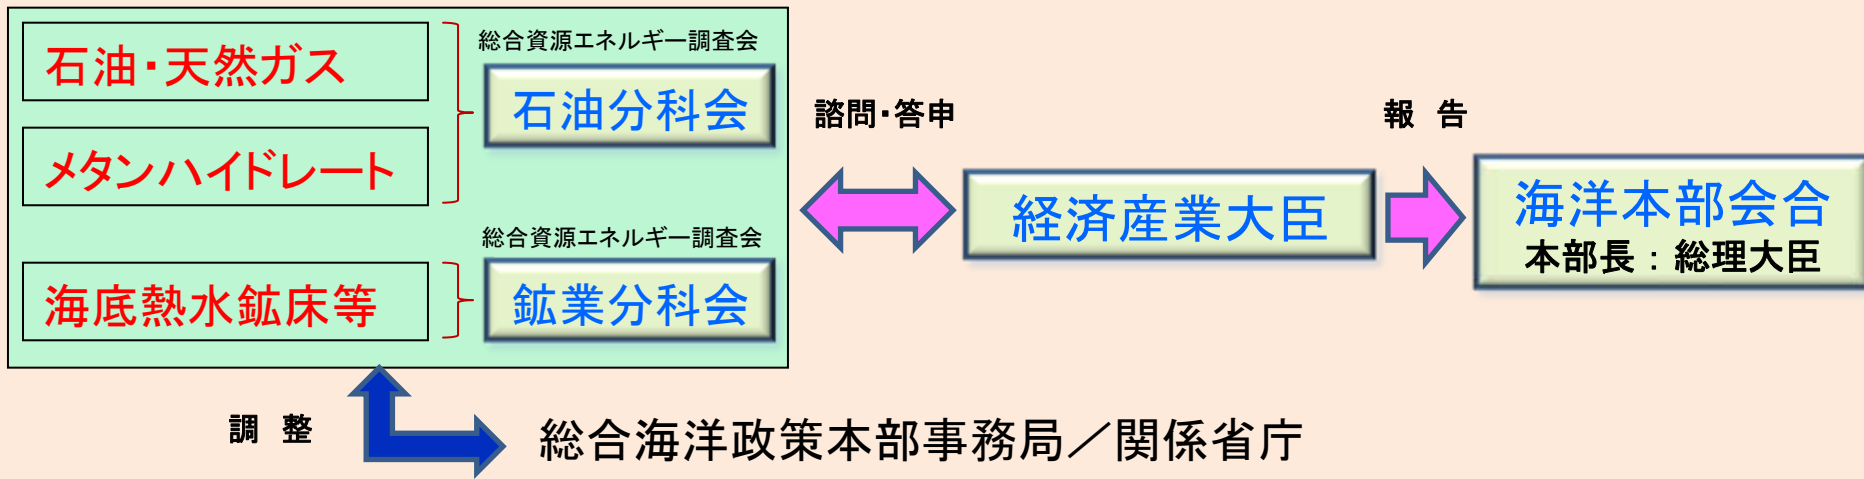 石油・天然ガス
メタンハイドレート
海底熱水鉱床等
総合資源エネルギー調査会
石油分科会
総合資源エネルギー調査会
鉱業分科会
諮問・答申
経済産業大臣
報 告
海洋本部会合
本部長：総理大臣
調 整
総合海洋政策本部事務局／関係省庁